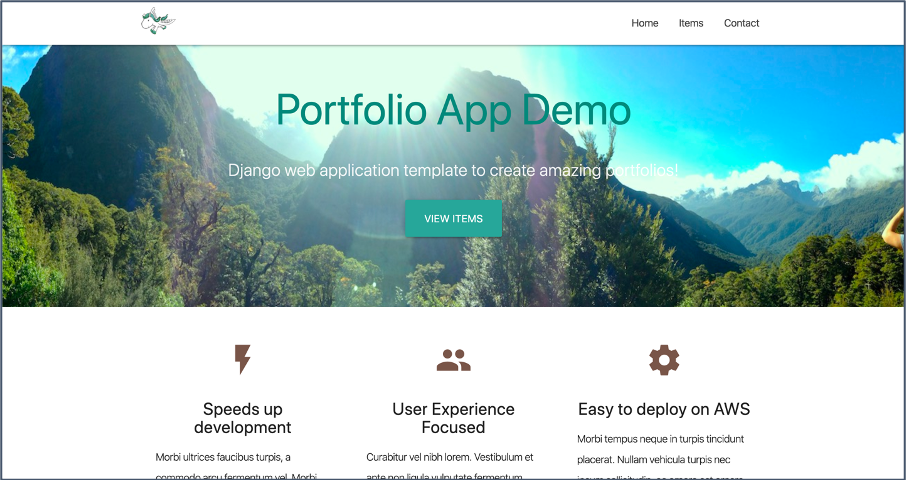 Home Items Contact
Portfolio App Demo
Django web application template to create amazing portfolios!
VIEW ITEMS
Speeds up
development
Morbi ultrices faucibus turpis, a
commodo arcu fermentum vel. Morbi
User Experience
Focused
Curabitur vel nibh lorem. Vestibulum et
ante non ligula vulputate fermentum
Easy to deploy on AWS
Morbi tempus neque in turpis tincidunt
placerat. Nullam vehicula turpis nec